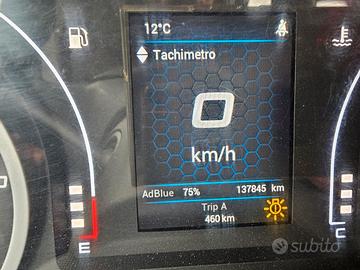 12°C
Tachimetro
0
km/h
AdBlue 75% 137845 km
Trip A
460 km
E
C
subito